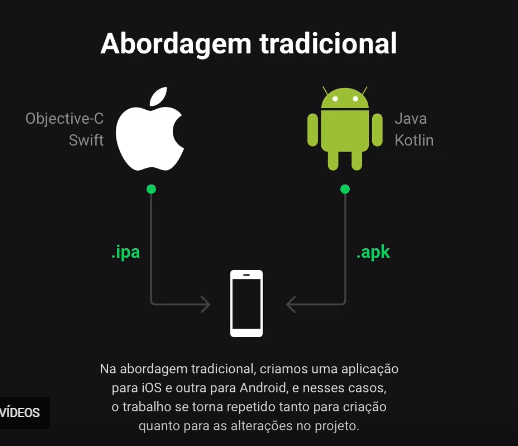 Abordagem tradicional
Objective-C
Swift
Java
Kotlin
.ipa
.apk
Na abordagem tradicional, criamos uma aplicação
para iOS e outra para Android, e nesses casos,
o trabalho se torna repetido tanto para criação
quanto para as alterações no projeto.
VÍDEOS